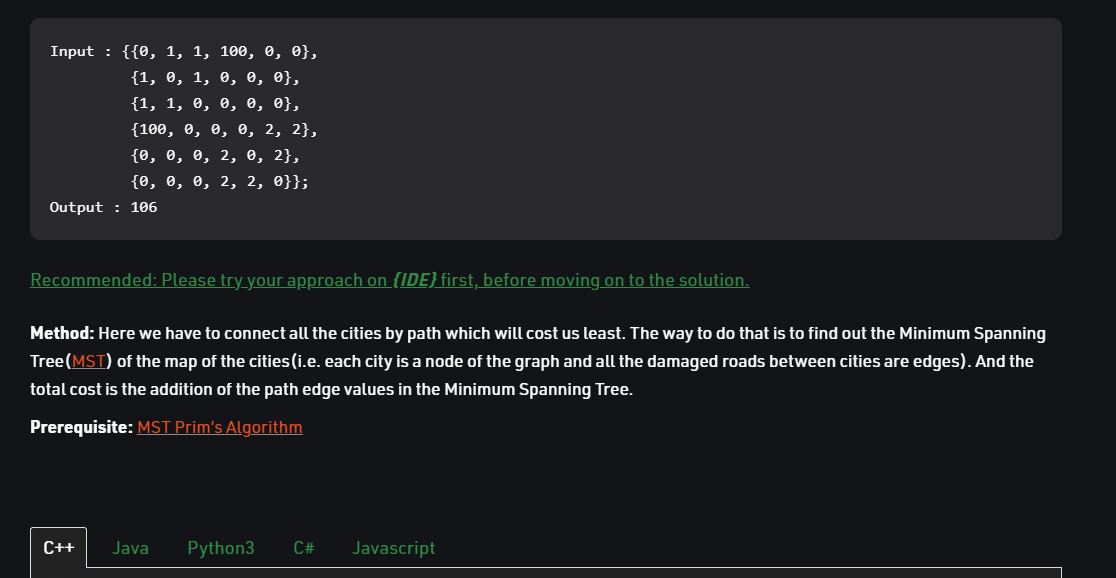 Input : {{0, 1, 1, 100, 0, 0},
{1, 0, 1, 0, 0, 0},
{1, 1, 0, 0, 0, 0},
{100, 0, 0, 0, 2, 2},
{0, 0, 0, 2, 0, 2},
{0, 0, 0, 2, 2, 0}};
Output : 106
Recommended: Please try your approach on {IDE} first, before moving on to the solution.
Method: Here we have to connect all the cities by path which will cost us least. The way to do that is to find out the Minimum Spanning
Tree(MST) of the map of the cities(i.e. each city is a node of the graph and all the damaged roads between cities are edges). And the
total cost is the addition of the path edge values in the Minimum Spanning Tree.
Prerequisite: MST Prim's Algorithm
C++ Java Python3 C# Javascript